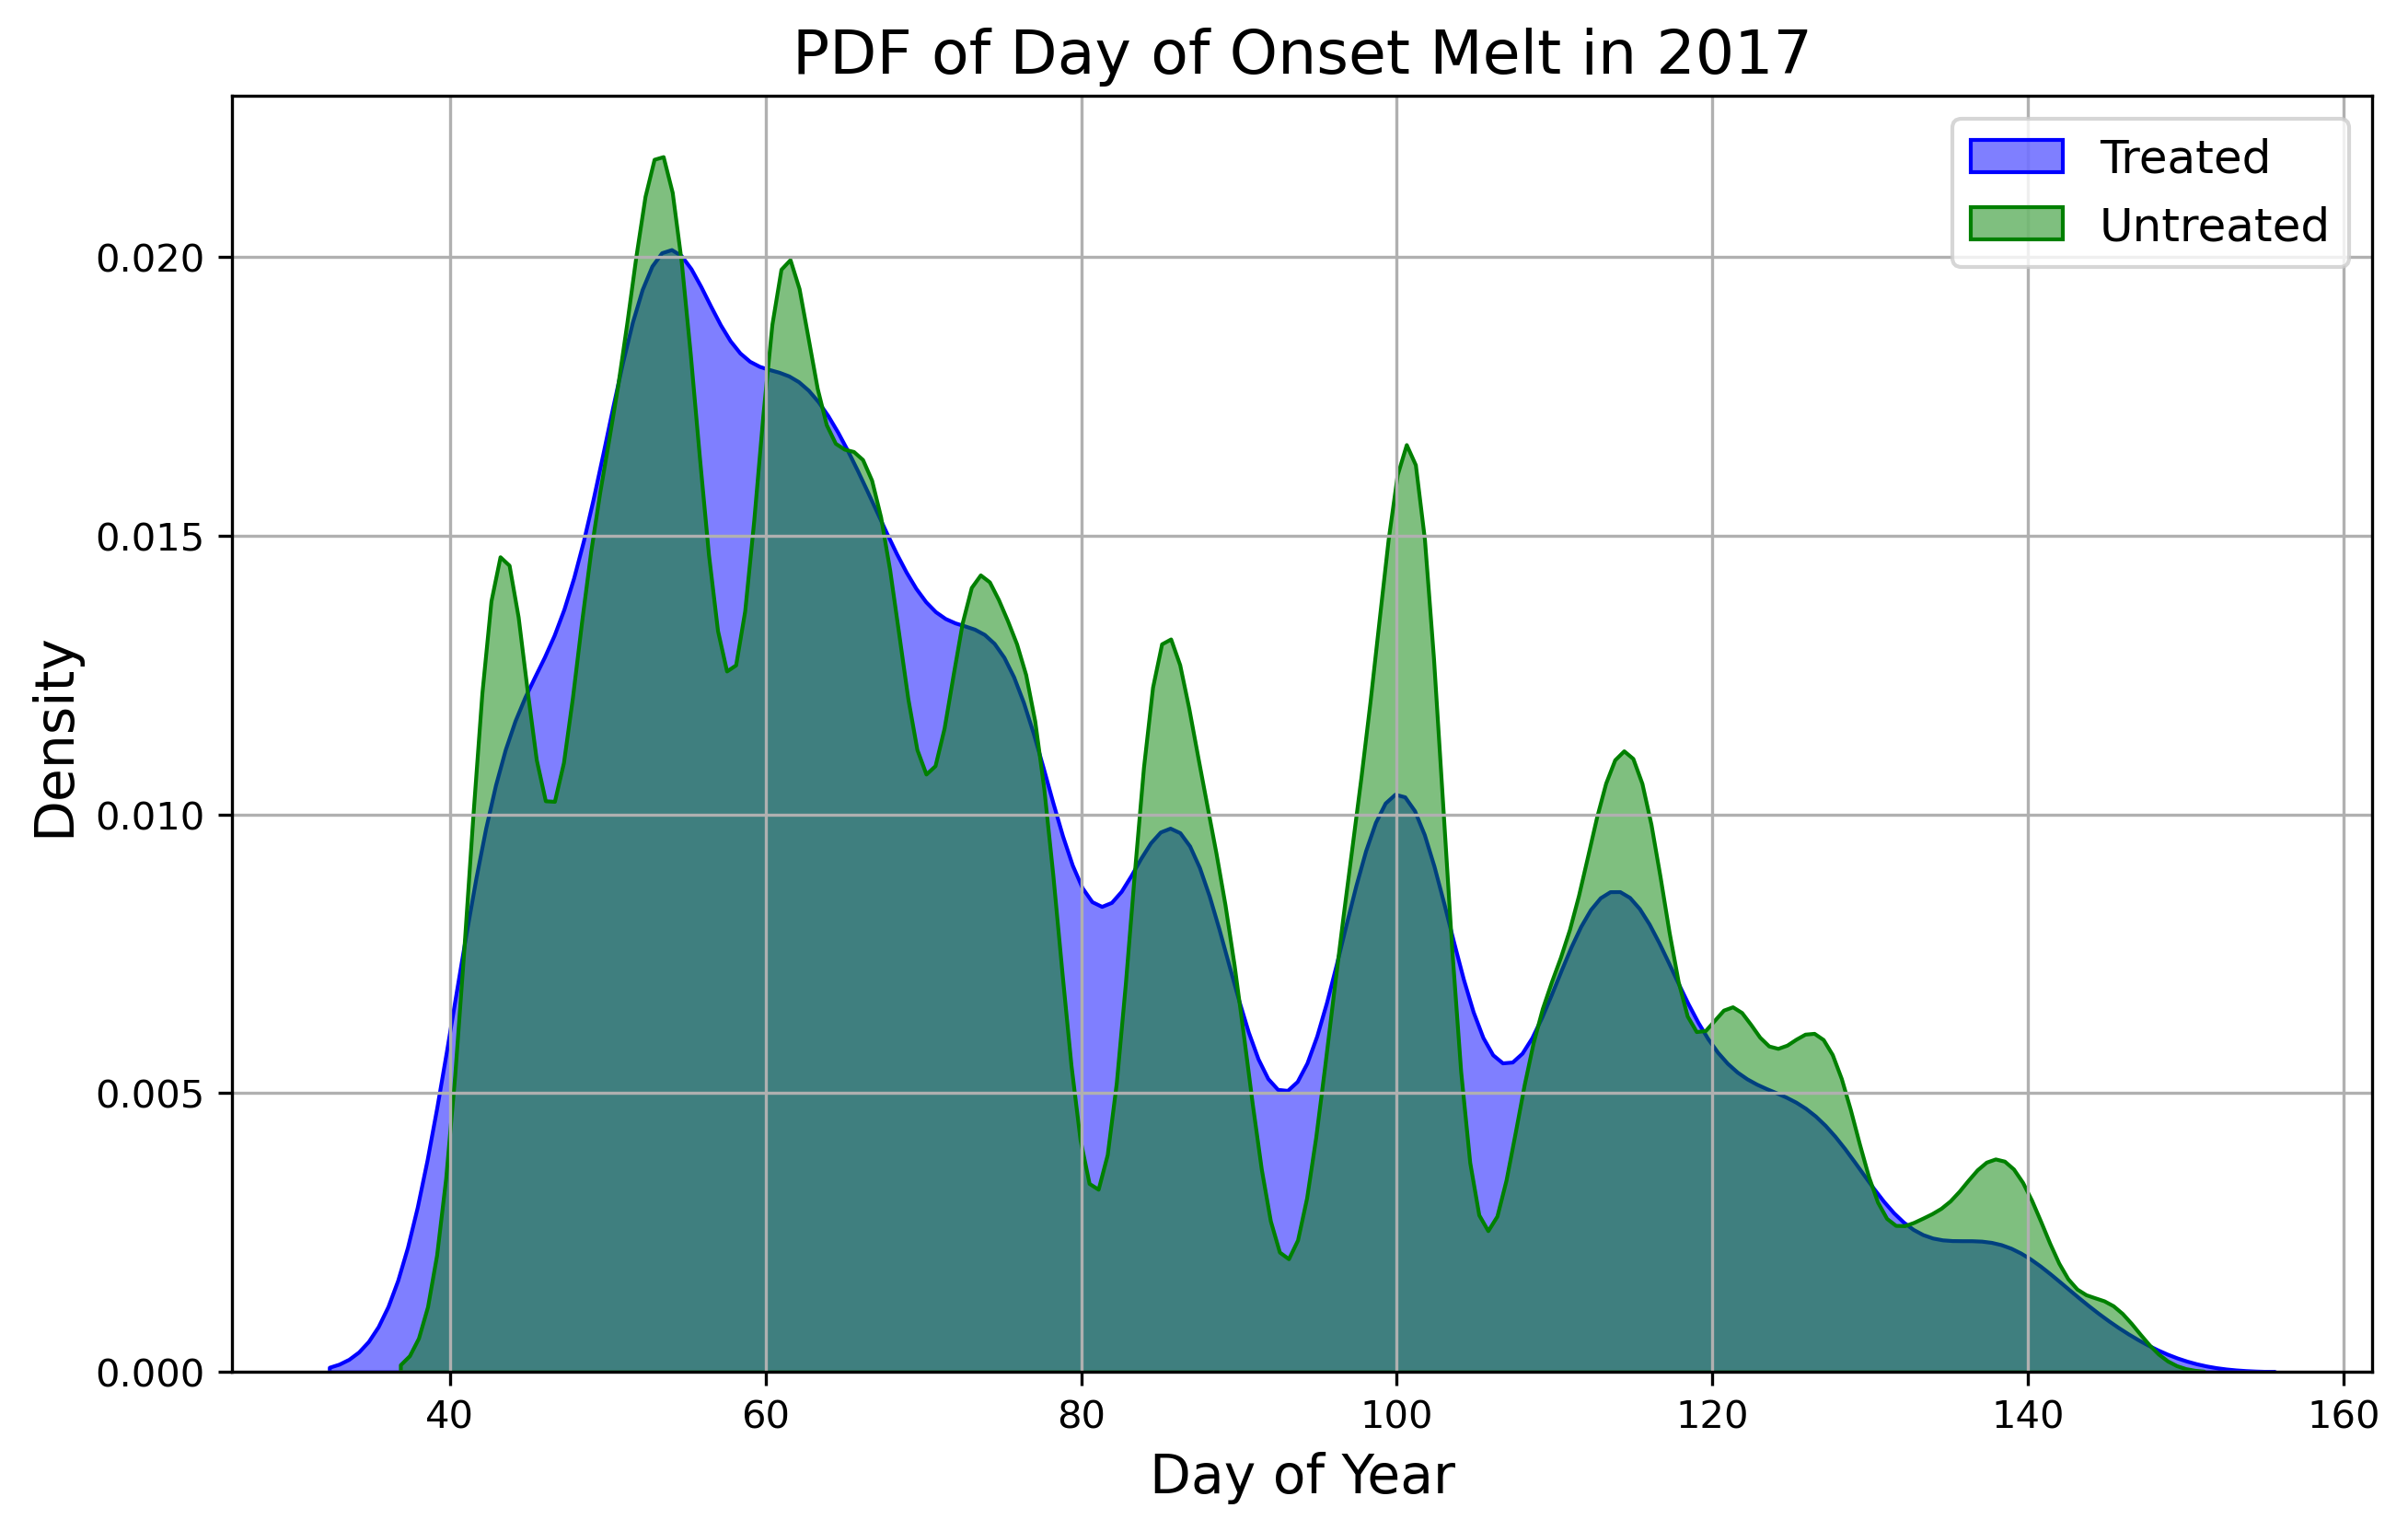 PDF of Day of Onset Melt in 2017
Treated
Untreated
Density
0.020
0.015
0.010
0.005
0.000
40 60 80 100 120 140 160
Day of Year